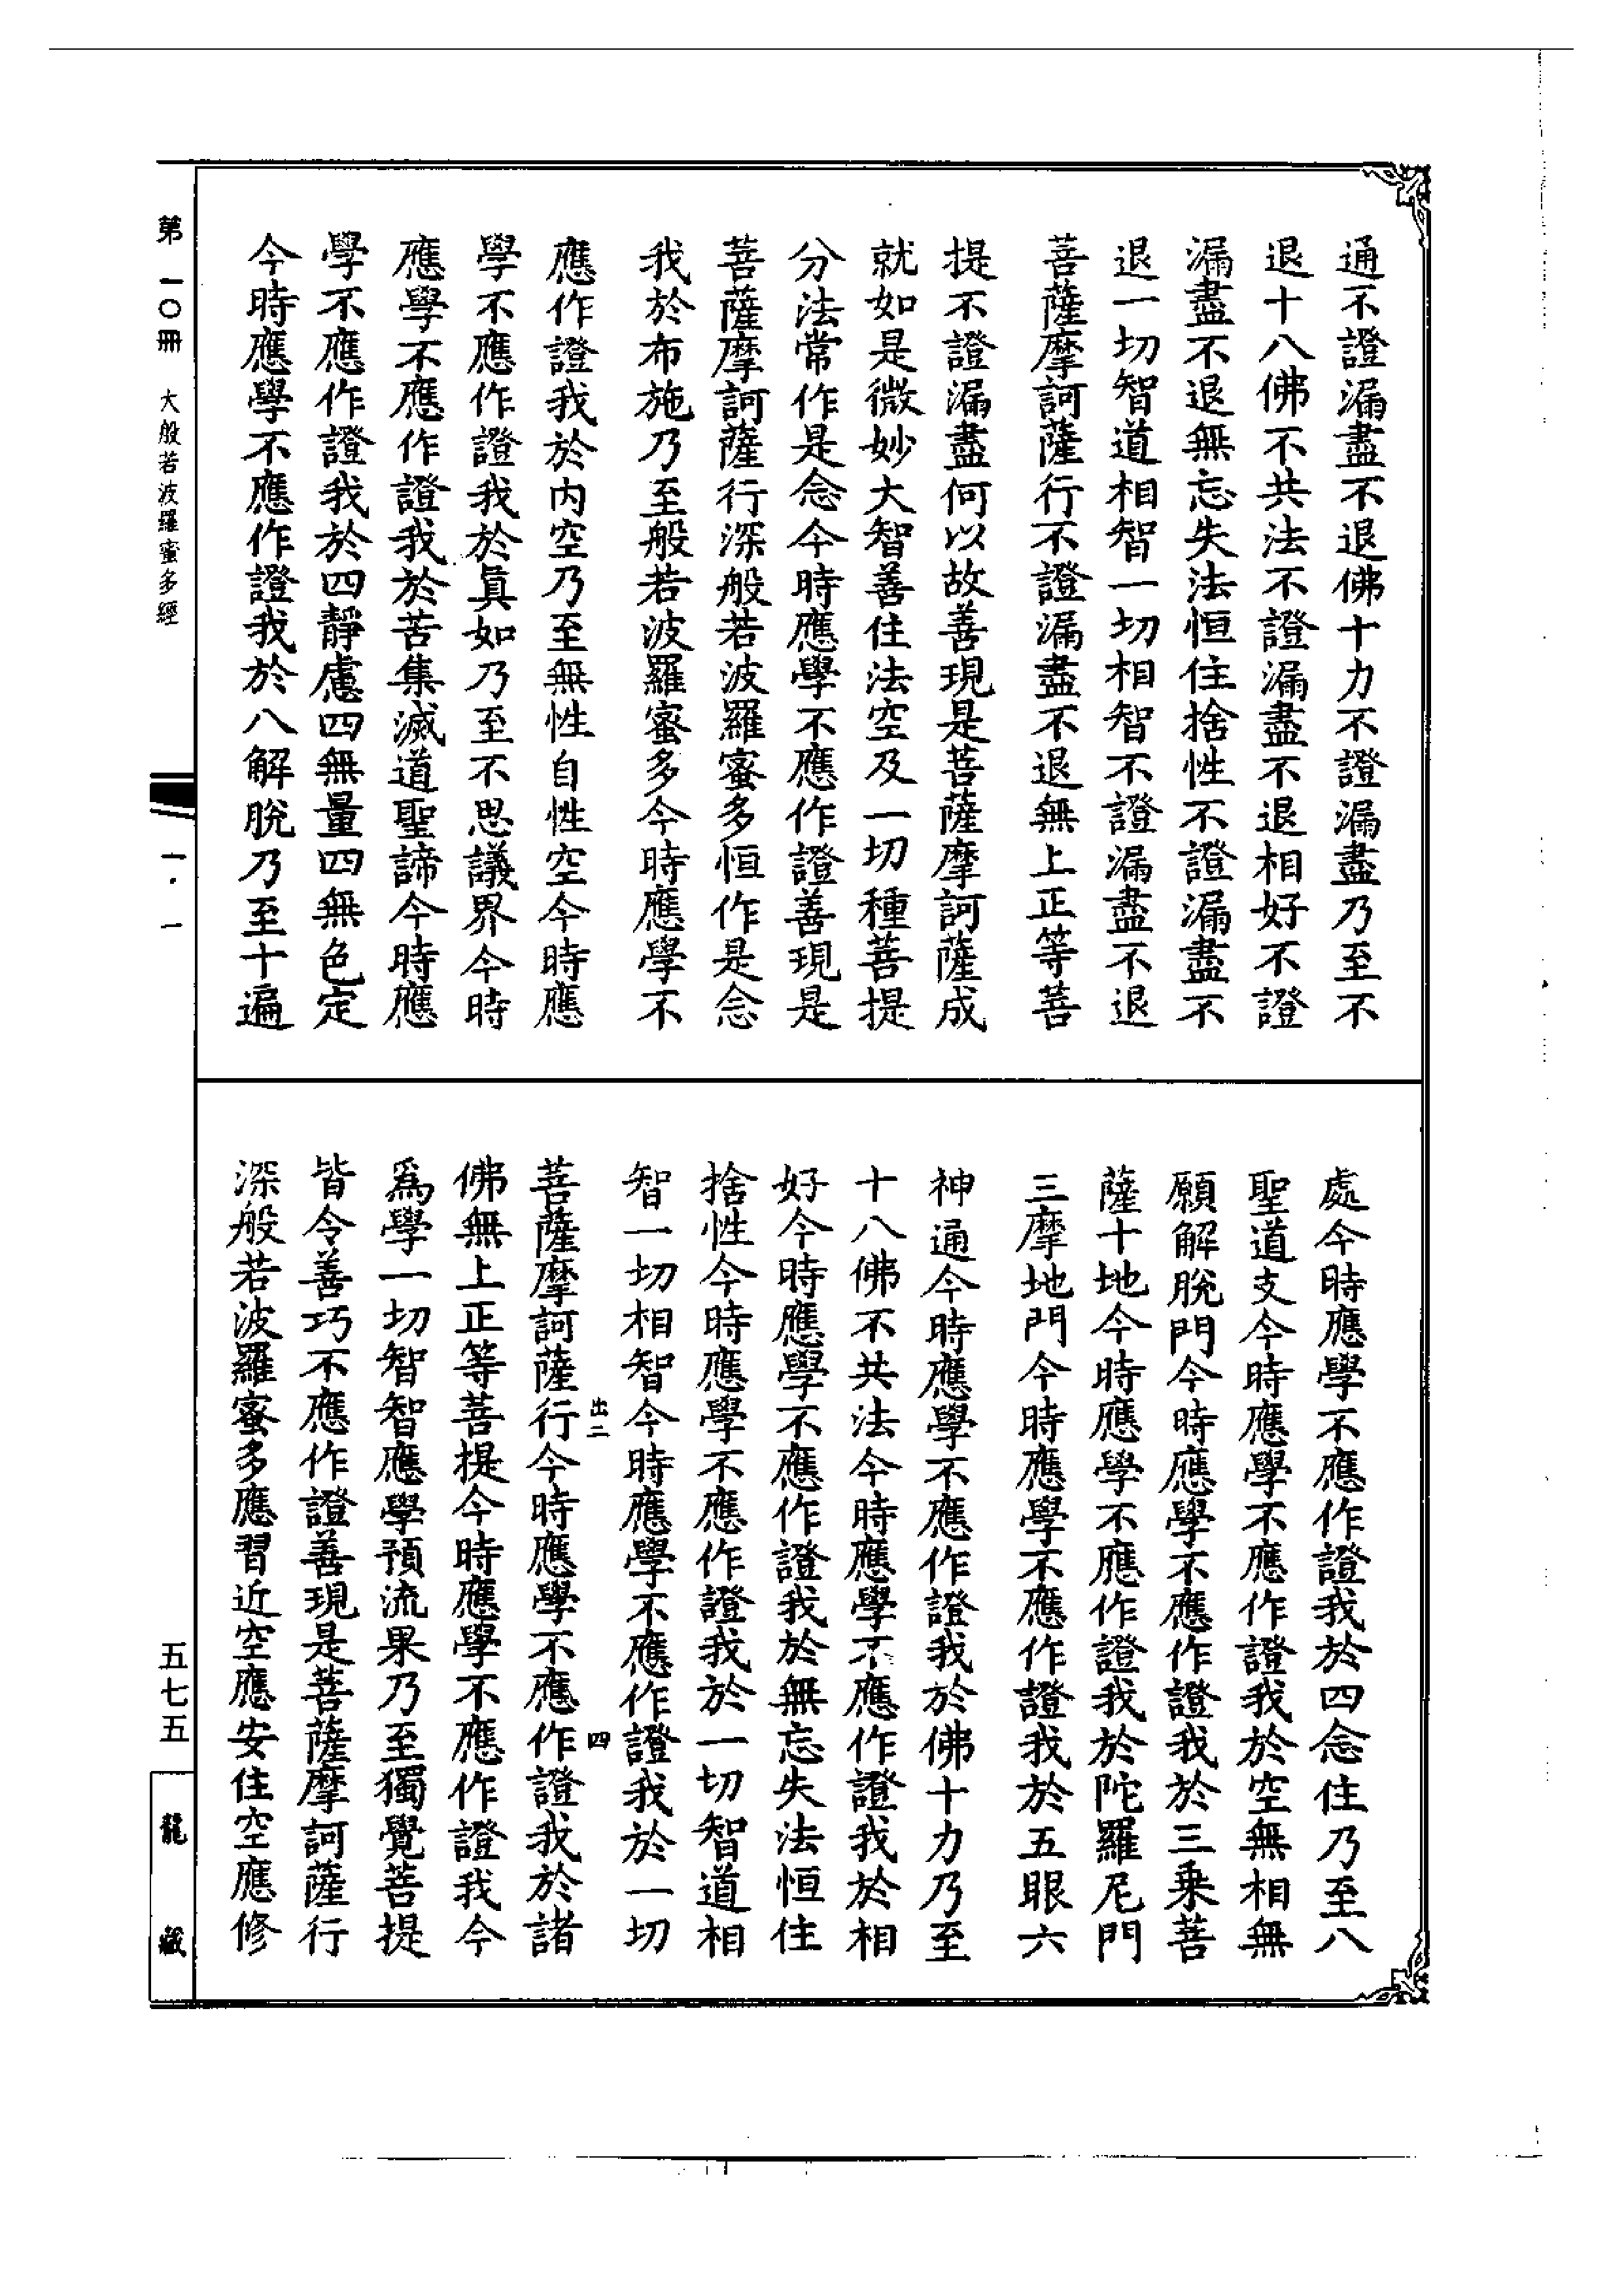 通不證漏盡不退佛十力不證漏盡乃至不
退十八佛不共法不證漏盡不退相好不證
漏盡不退無忘失法恒住捨性不證漏盡不
退一切智道相智一切相智不證漏盡不退
菩薩摩訶薩行不證漏盡不退無上正等菩
提不證漏盡何以故善現是菩薩摩訶薩成
就如是微妙大智善住法空及一切種菩提
分法常作是念今時應學不應作證善現是
菩薩摩訶薩行深般若波羅蜜多恒作是念
我於布施乃至般若波羅蜜多今時應學不
應作證我於內空乃至無性自性空今時應
學不應作證我於真如乃至不思議界今時
應學不應作證我於苦集滅道聖諦今時應
學不應作證我於四靜慮四無量四無色定
今時應學不應作證我於八解脫乃至十遍
處今時應學不應作證我於四念住乃至八
聖道支今時應學不應作證我於空無相無
願解脫門今時應學不應作證我於三乘菩
薩十地今時應學不應作證我於陀羅尼門
三摩地門今時應學不應作證我於五眼六
神通今時應學不應作證我於佛十力乃至
十八佛不共法今時應學不應作證我於相
好今時應學不應作證我於無忘失法恒住
捨性今時應學不應作證我於一切智道相
智一切相智今時應學不應作證我於一切
出二
四
菩薩摩訶薩行今時應學不應作證我於諸
佛無上正等菩提今時應學不應作證我今
爲學一切智智應學預流果乃至獨覺菩提
皆令善巧不應作證善現是菩薩摩訶薩行
深般若波羅蜜多應習近空應安住空應修
第一〇冊
大般若波羅蜜多經
一·一
五七五
龍藏